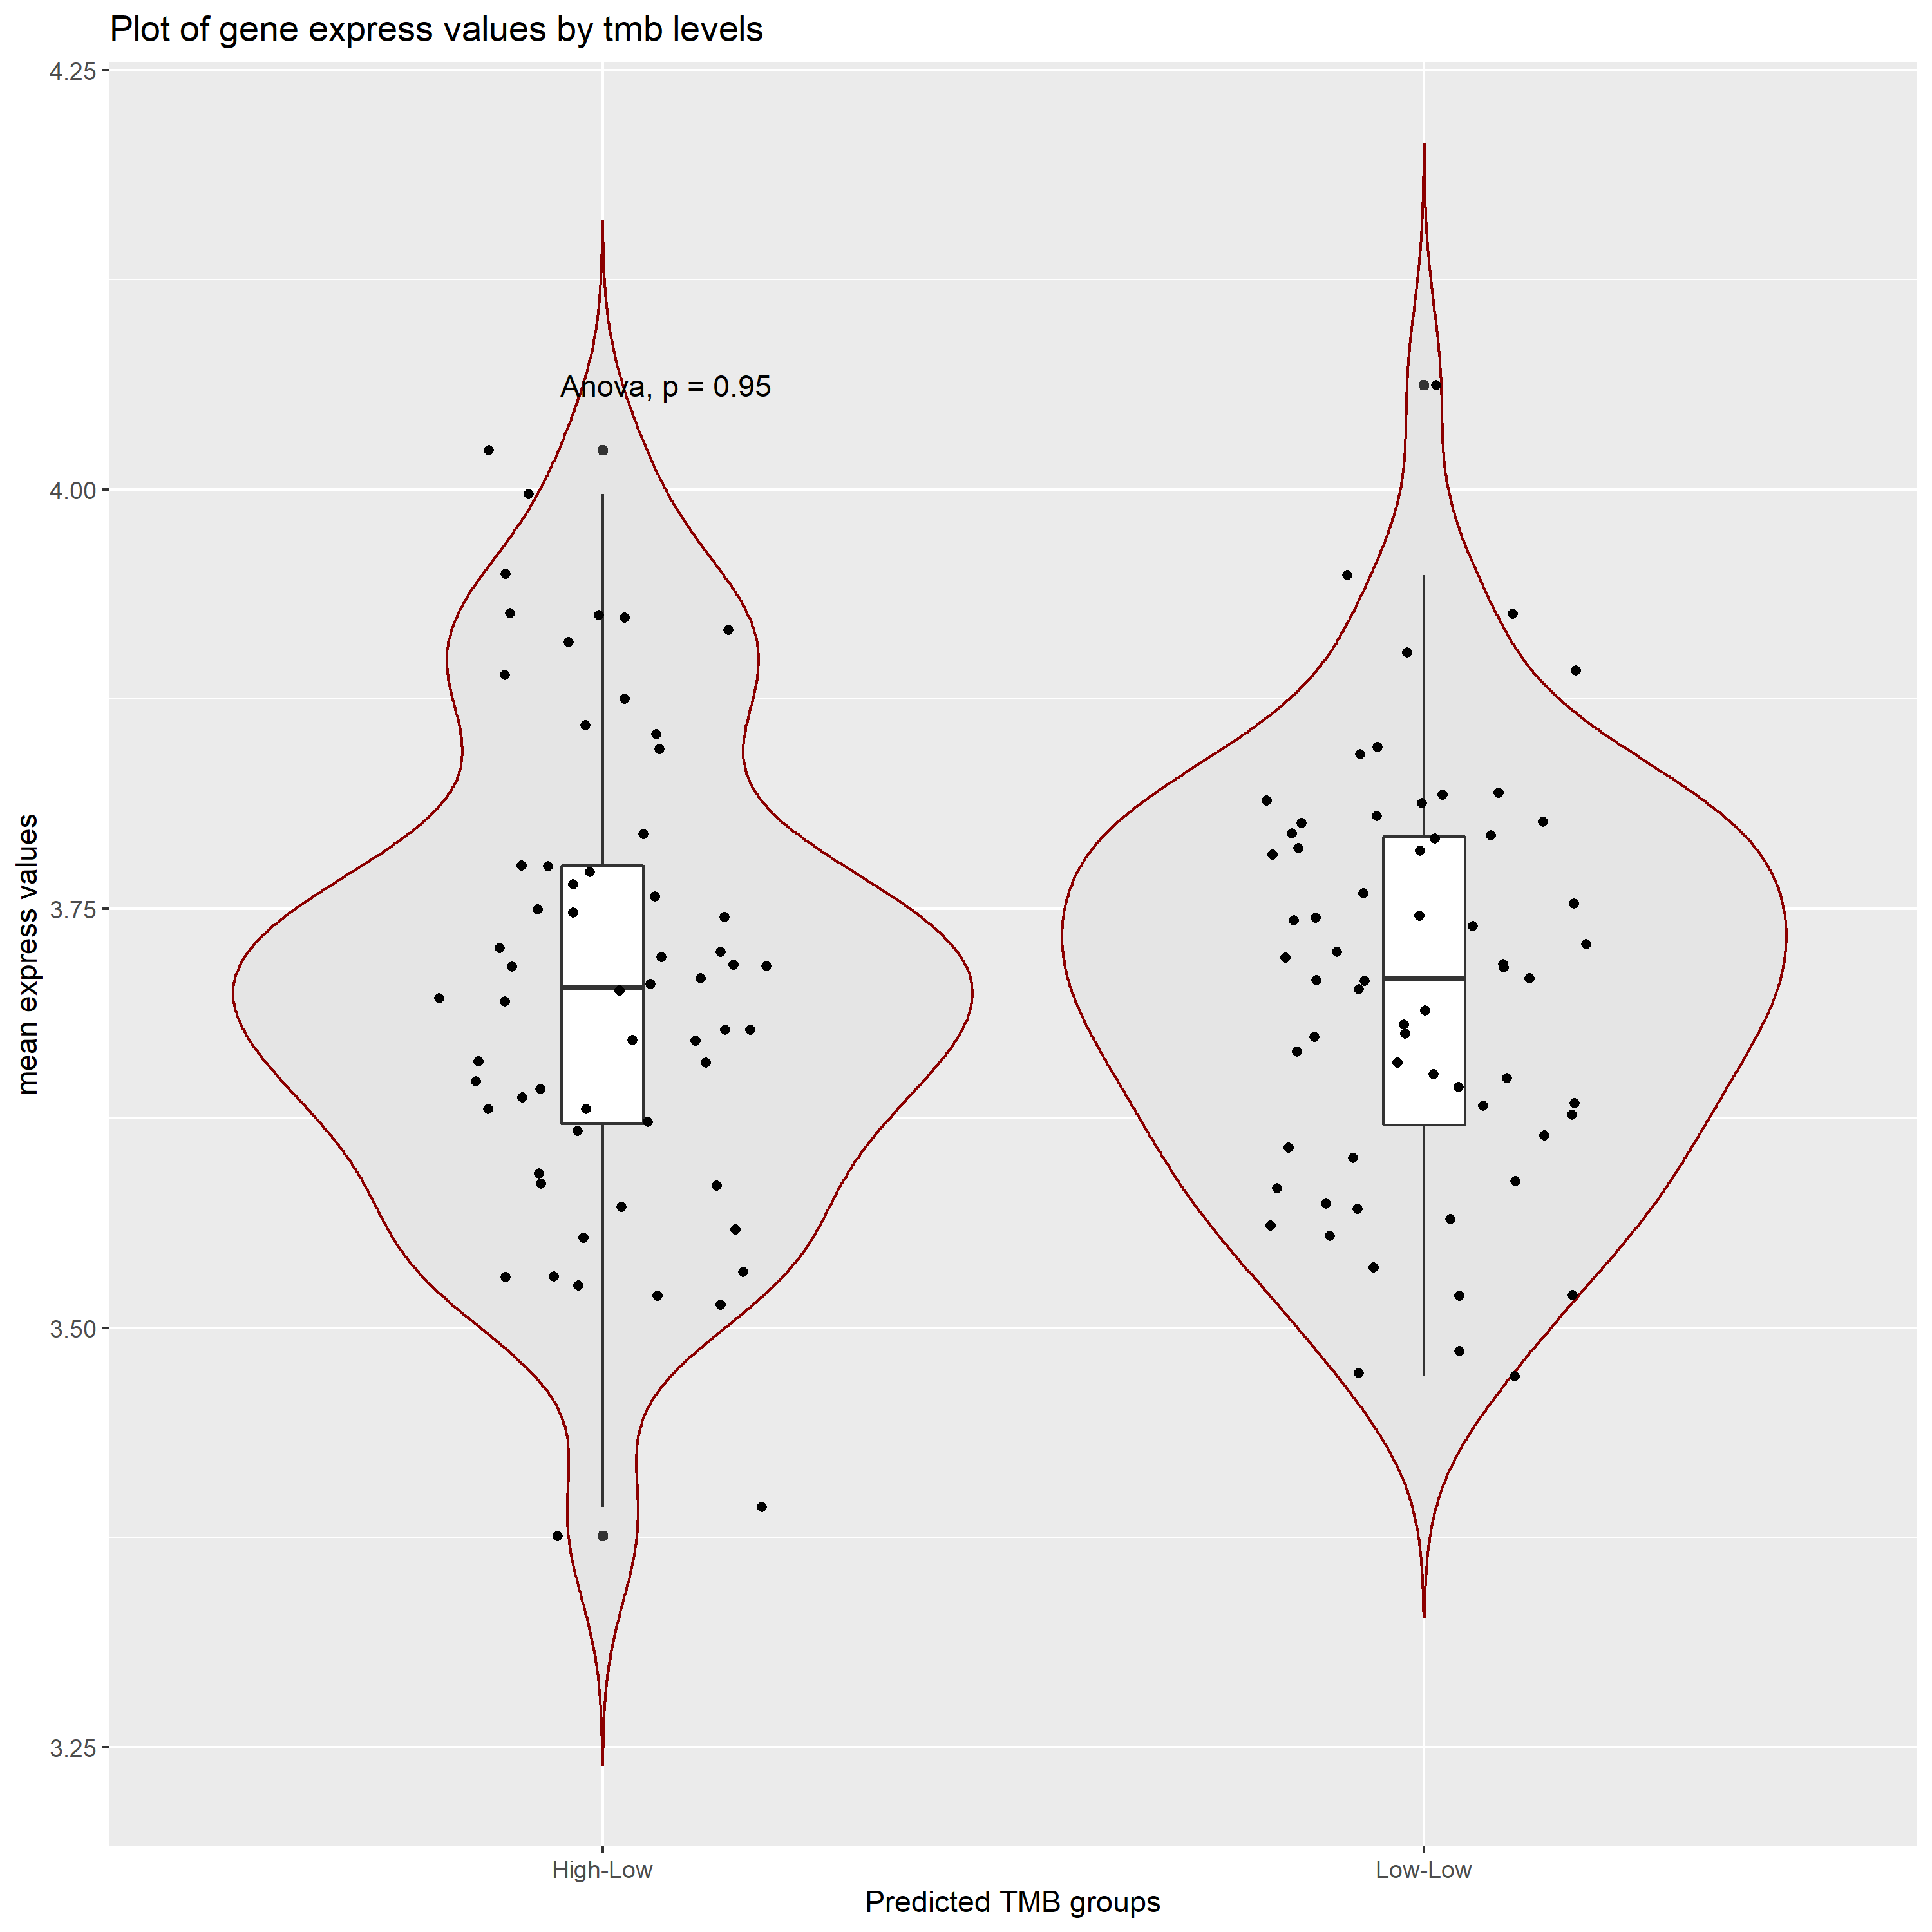 Plot of gene express values by tmb levels
4.25
Anova, p = 0.95
4.00
mean express values
3.75
3.50
3.25
High-Low
Low-Low
Predicted TMB groups